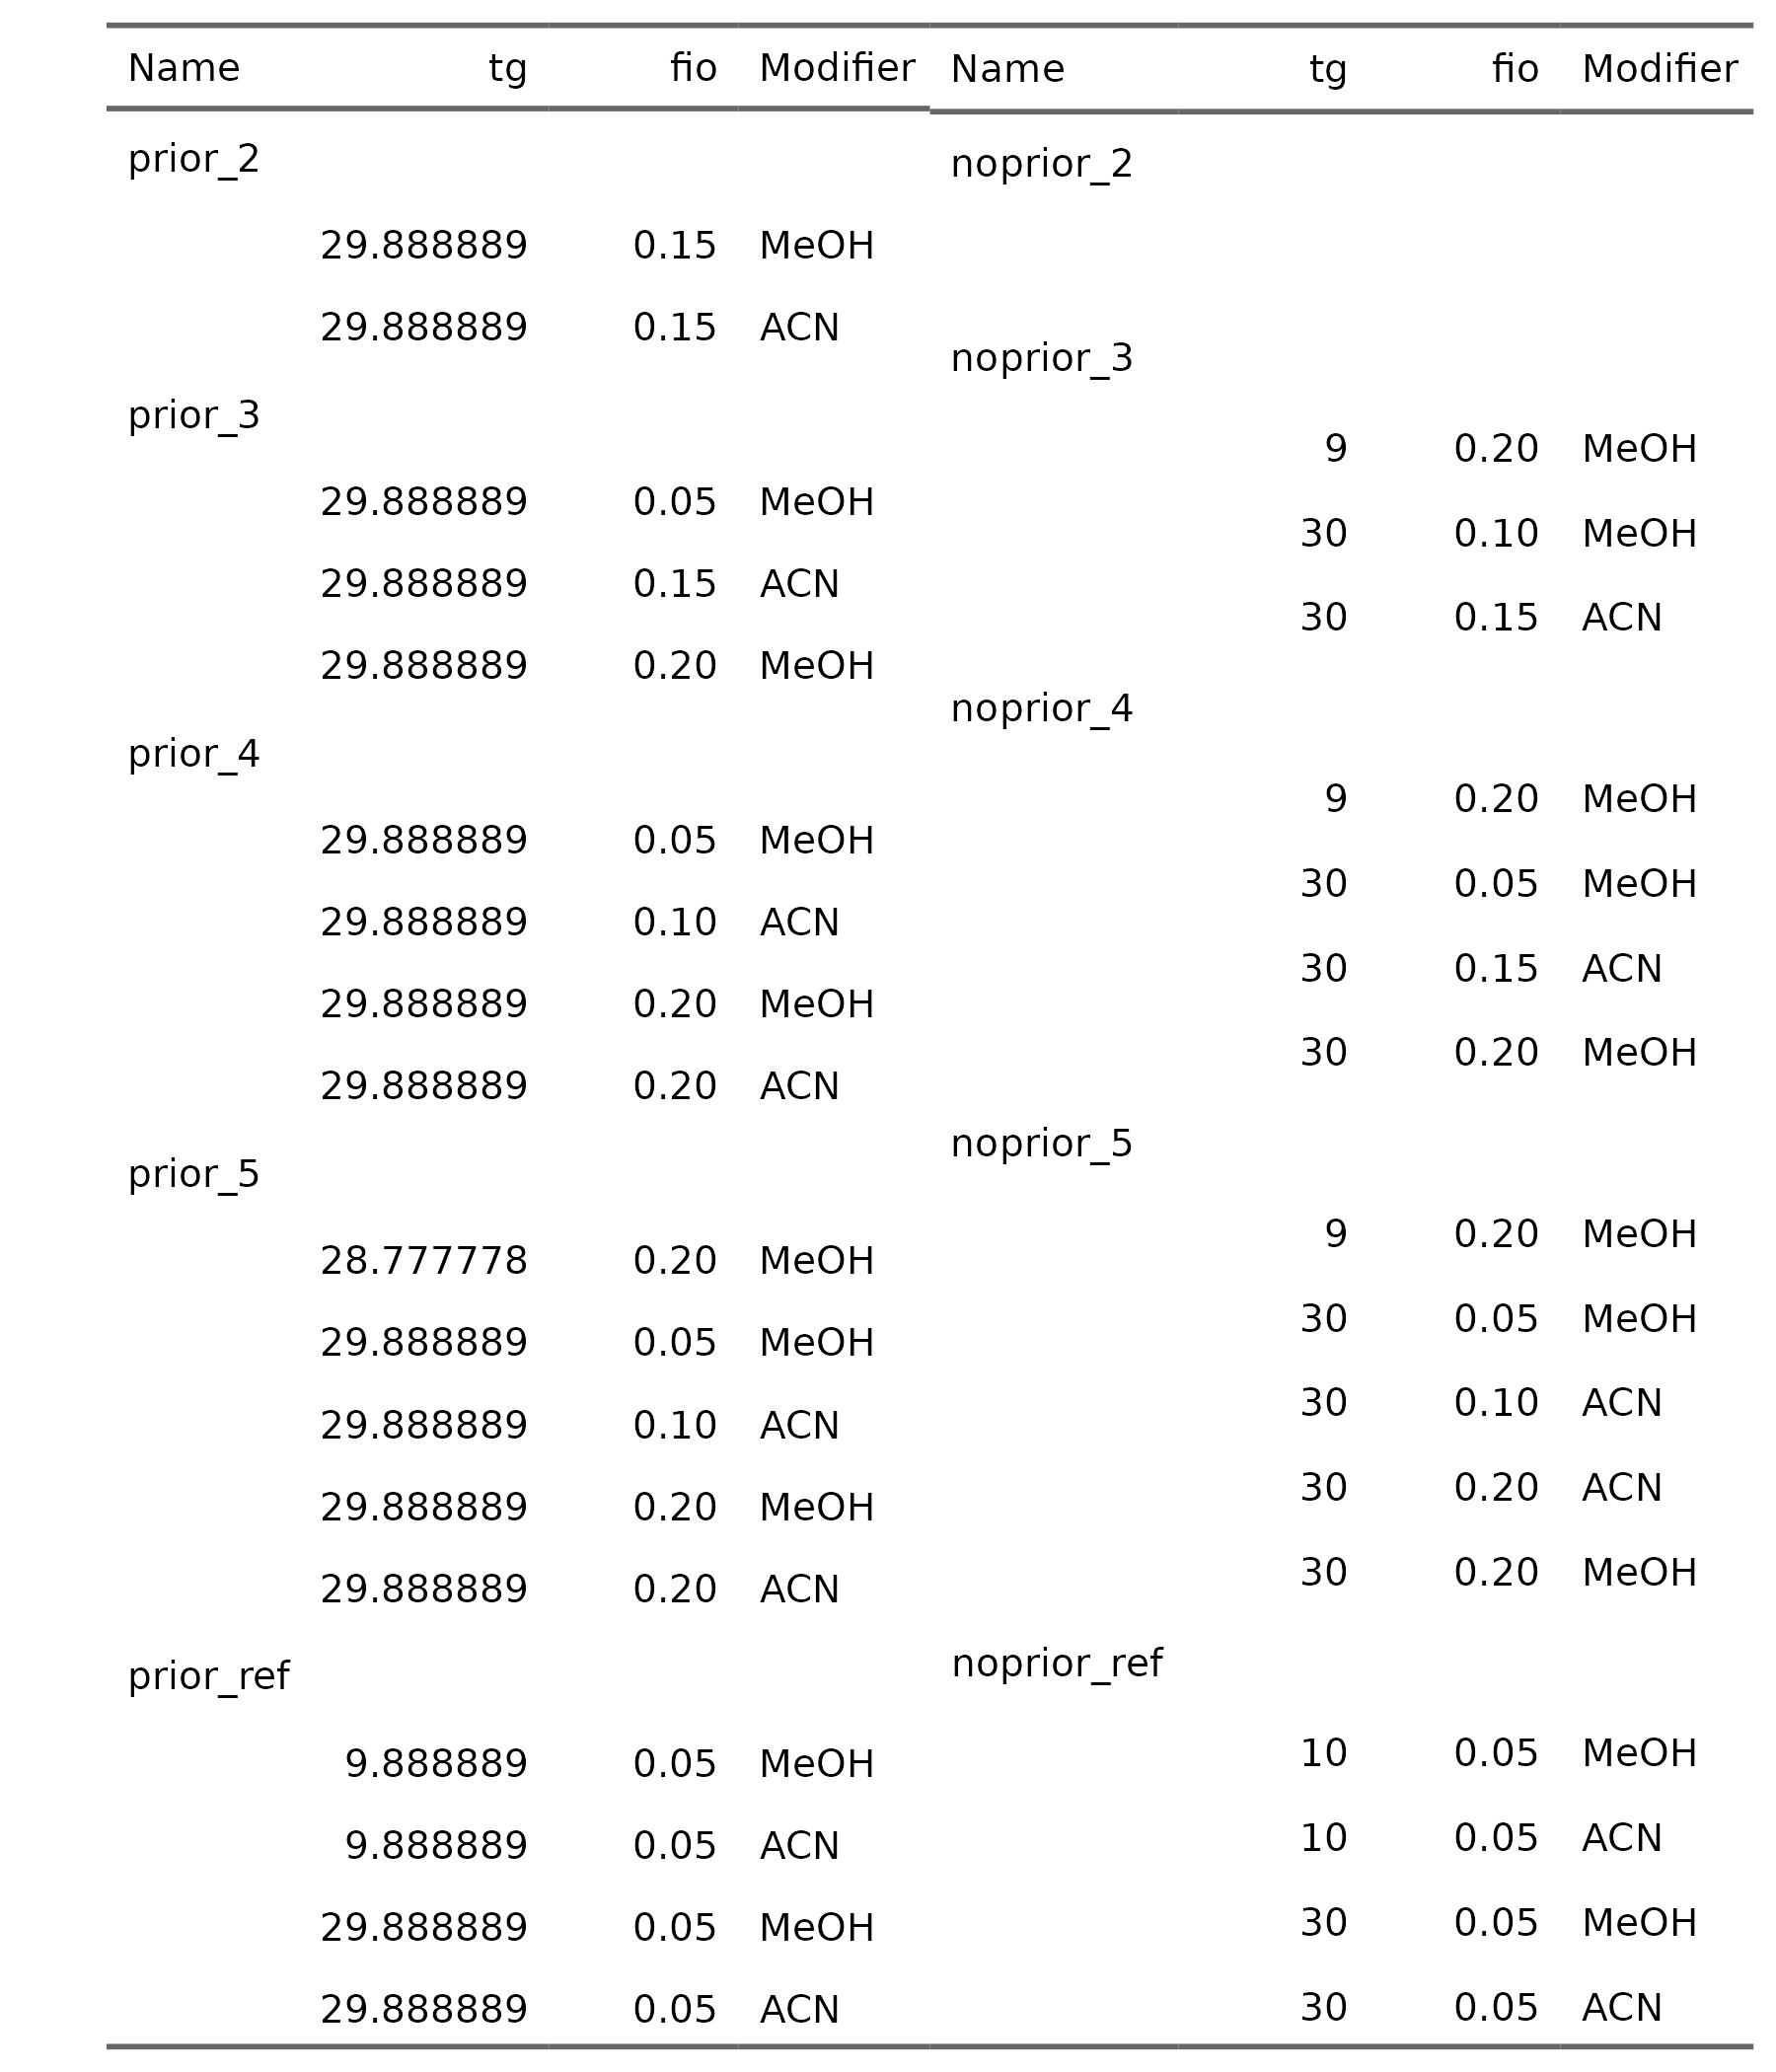 Name tg fio Modifier
prior_2
29.888889 0.15 MeOH
29.888889 0.15 ACN
prior_3
29.888889 0.05 MeOH
29.888889 0.15 ACN
29.888889 0.20 MeOH
prior_4
29.888889 0.05 MeOH
29.888889 0.10 ACN
29.888889 0.20 MeOH
29.888889 0.20 ACN
prior_5
28.777778 0.20 MeOH
29.888889 0.05 MeOH
29.888889 0.10 ACN
29.888889 0.20 MeOH
29.888889 0.20 ACN
prior_ref
9.888889 0.05 MeOH
9.888889 0.05 ACN
29.888889 0.05 MeOH
29.888889 0.05 ACN
Name tg fio Modifier
noprior_2
noprior_3
9 0.20 MeOH
30 0.10 MeOH
30 0.15 ACN
noprior_4
9 0.20 MeOH
30 0.05 MeOH
30 0.15 ACN
30 0.20 MeOH
noprior_5
9 0.20 MeOH
30 0.05 MeOH
30 0.10 ACN
30 0.20 ACN
30 0.20 MeOH
noprior_ref
10 0.05 MeOH
10 0.05 ACN
30 0.05 MeOH
30 0.05 ACN